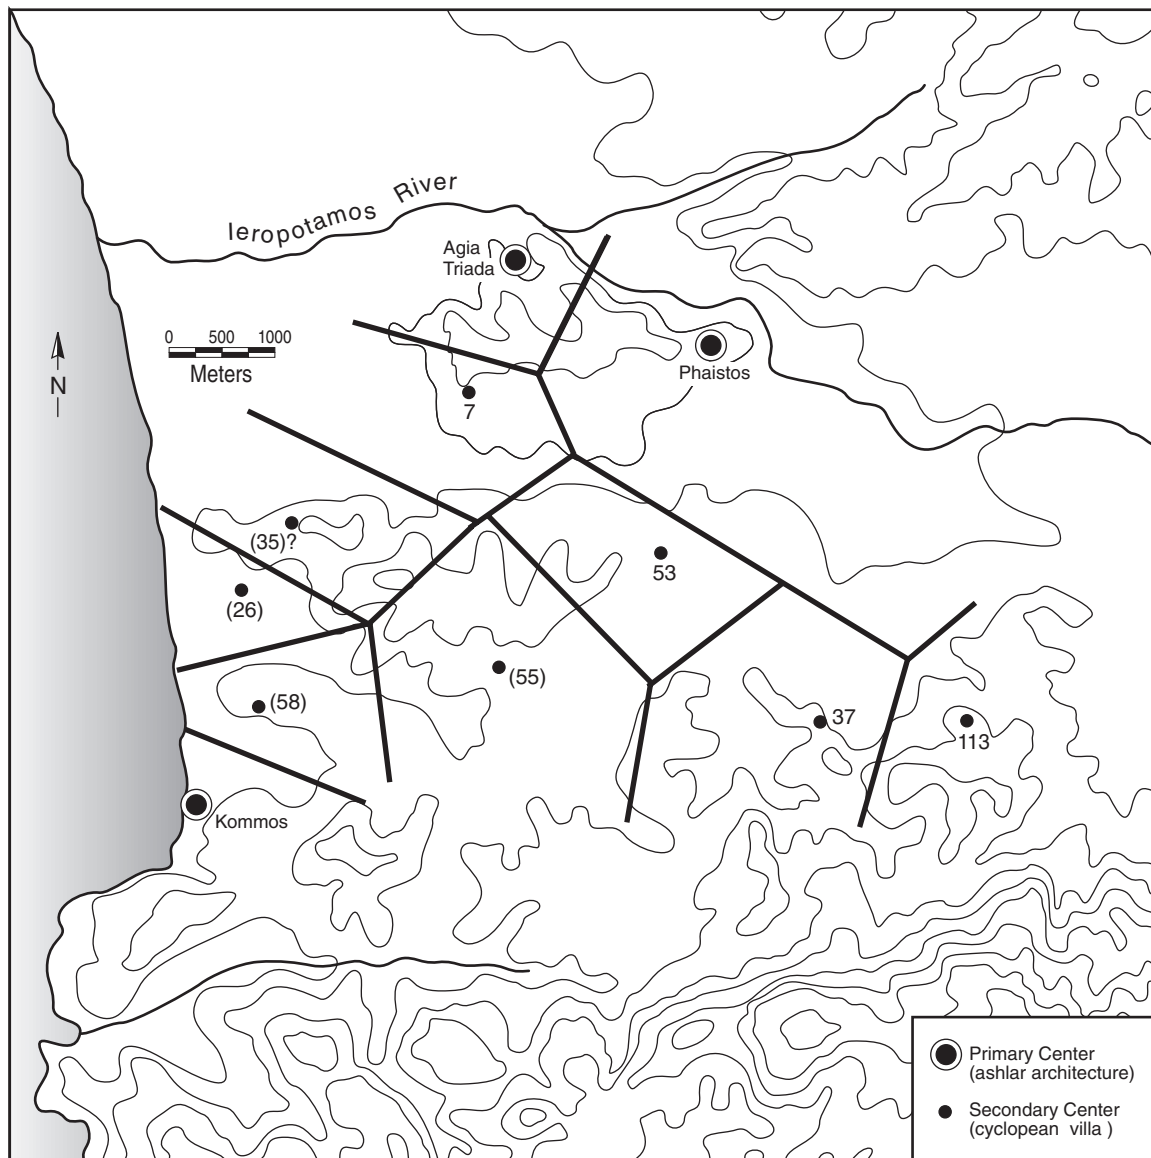 Ieropotamos River
Agia
Triada
0 500 1000
Meters
N
Phaistos
7
(35)?
53
(26)
(55)
(58)
37
113
Kommos
Primary Center
(ashlar architecture)
Secondary Center
(cyclopean villa )